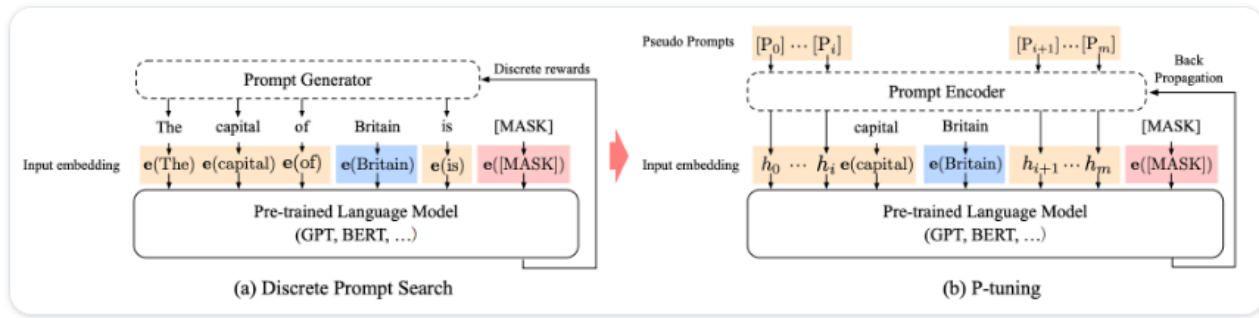 Prompt Generator
Discrete rewards
The capital of Britain is [MASK]
Input embedding e(The) e(capital) e(of) e(Britain) e(is) e([MASK])
Pre-trained Language Model
(GPT, BERT, ...)
(a) Discrete Prompt Search
Pseudo Prompts [P₀] ⋯ [Pᵢ] [Pᵢ₊₁] ⋯ [Pₘ]
Back
Propagation
Prompt Encoder
capital Britain [MASK]
Input embedding h₀ ⋯ hᵢ e(capital) e(Britain) hᵢ₊₁ ⋯ hₘ e([MASK])
Pre-trained Language Model
(GPT, BERT, ...)
(b) P-tuning